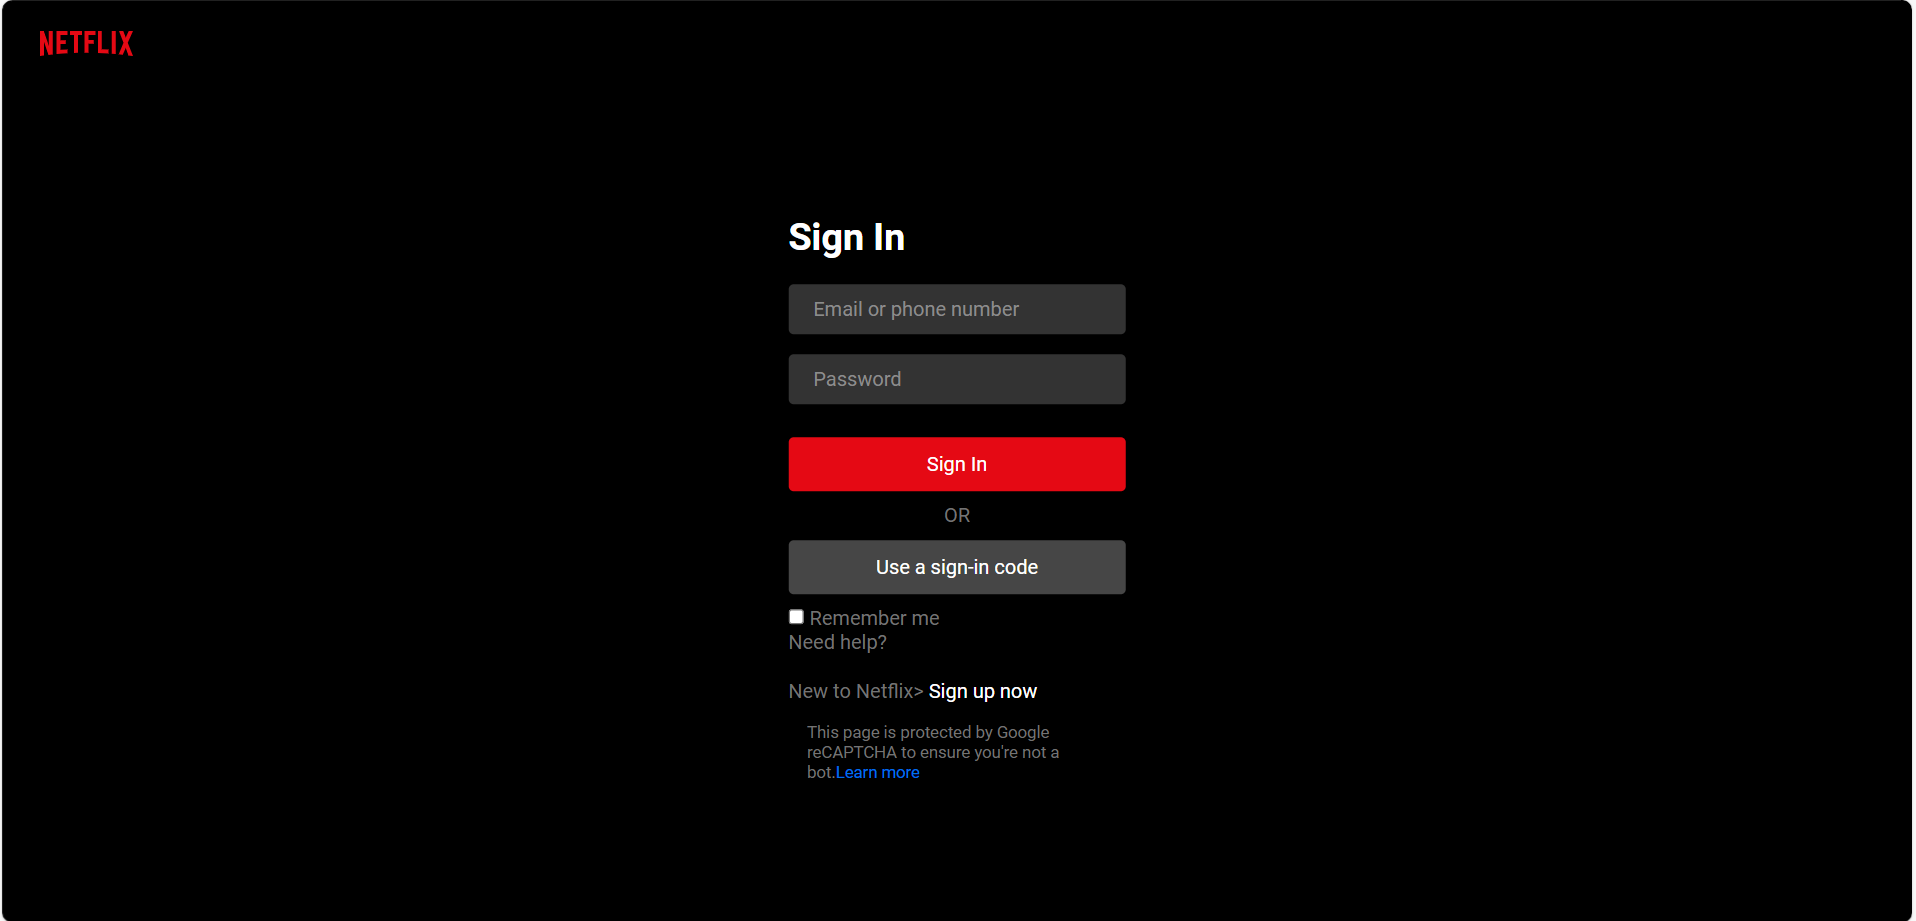 NETFLIX
Sign In
Email or phone number
Password
Sign In
OR
Use a sign-in code
Remember me
Need help?
New to Netflix> Sign up now
This page is protected by Google
reCAPTCHA to ensure you're not a
bot.Learn more